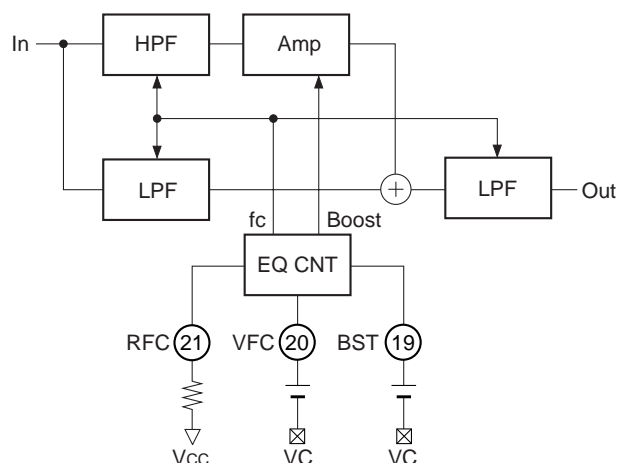 In HPF Amp
LPF + LPF Out
fc Boost
EQ CNT
RFC 21 VFC 20 BST 19
VCC VC VC